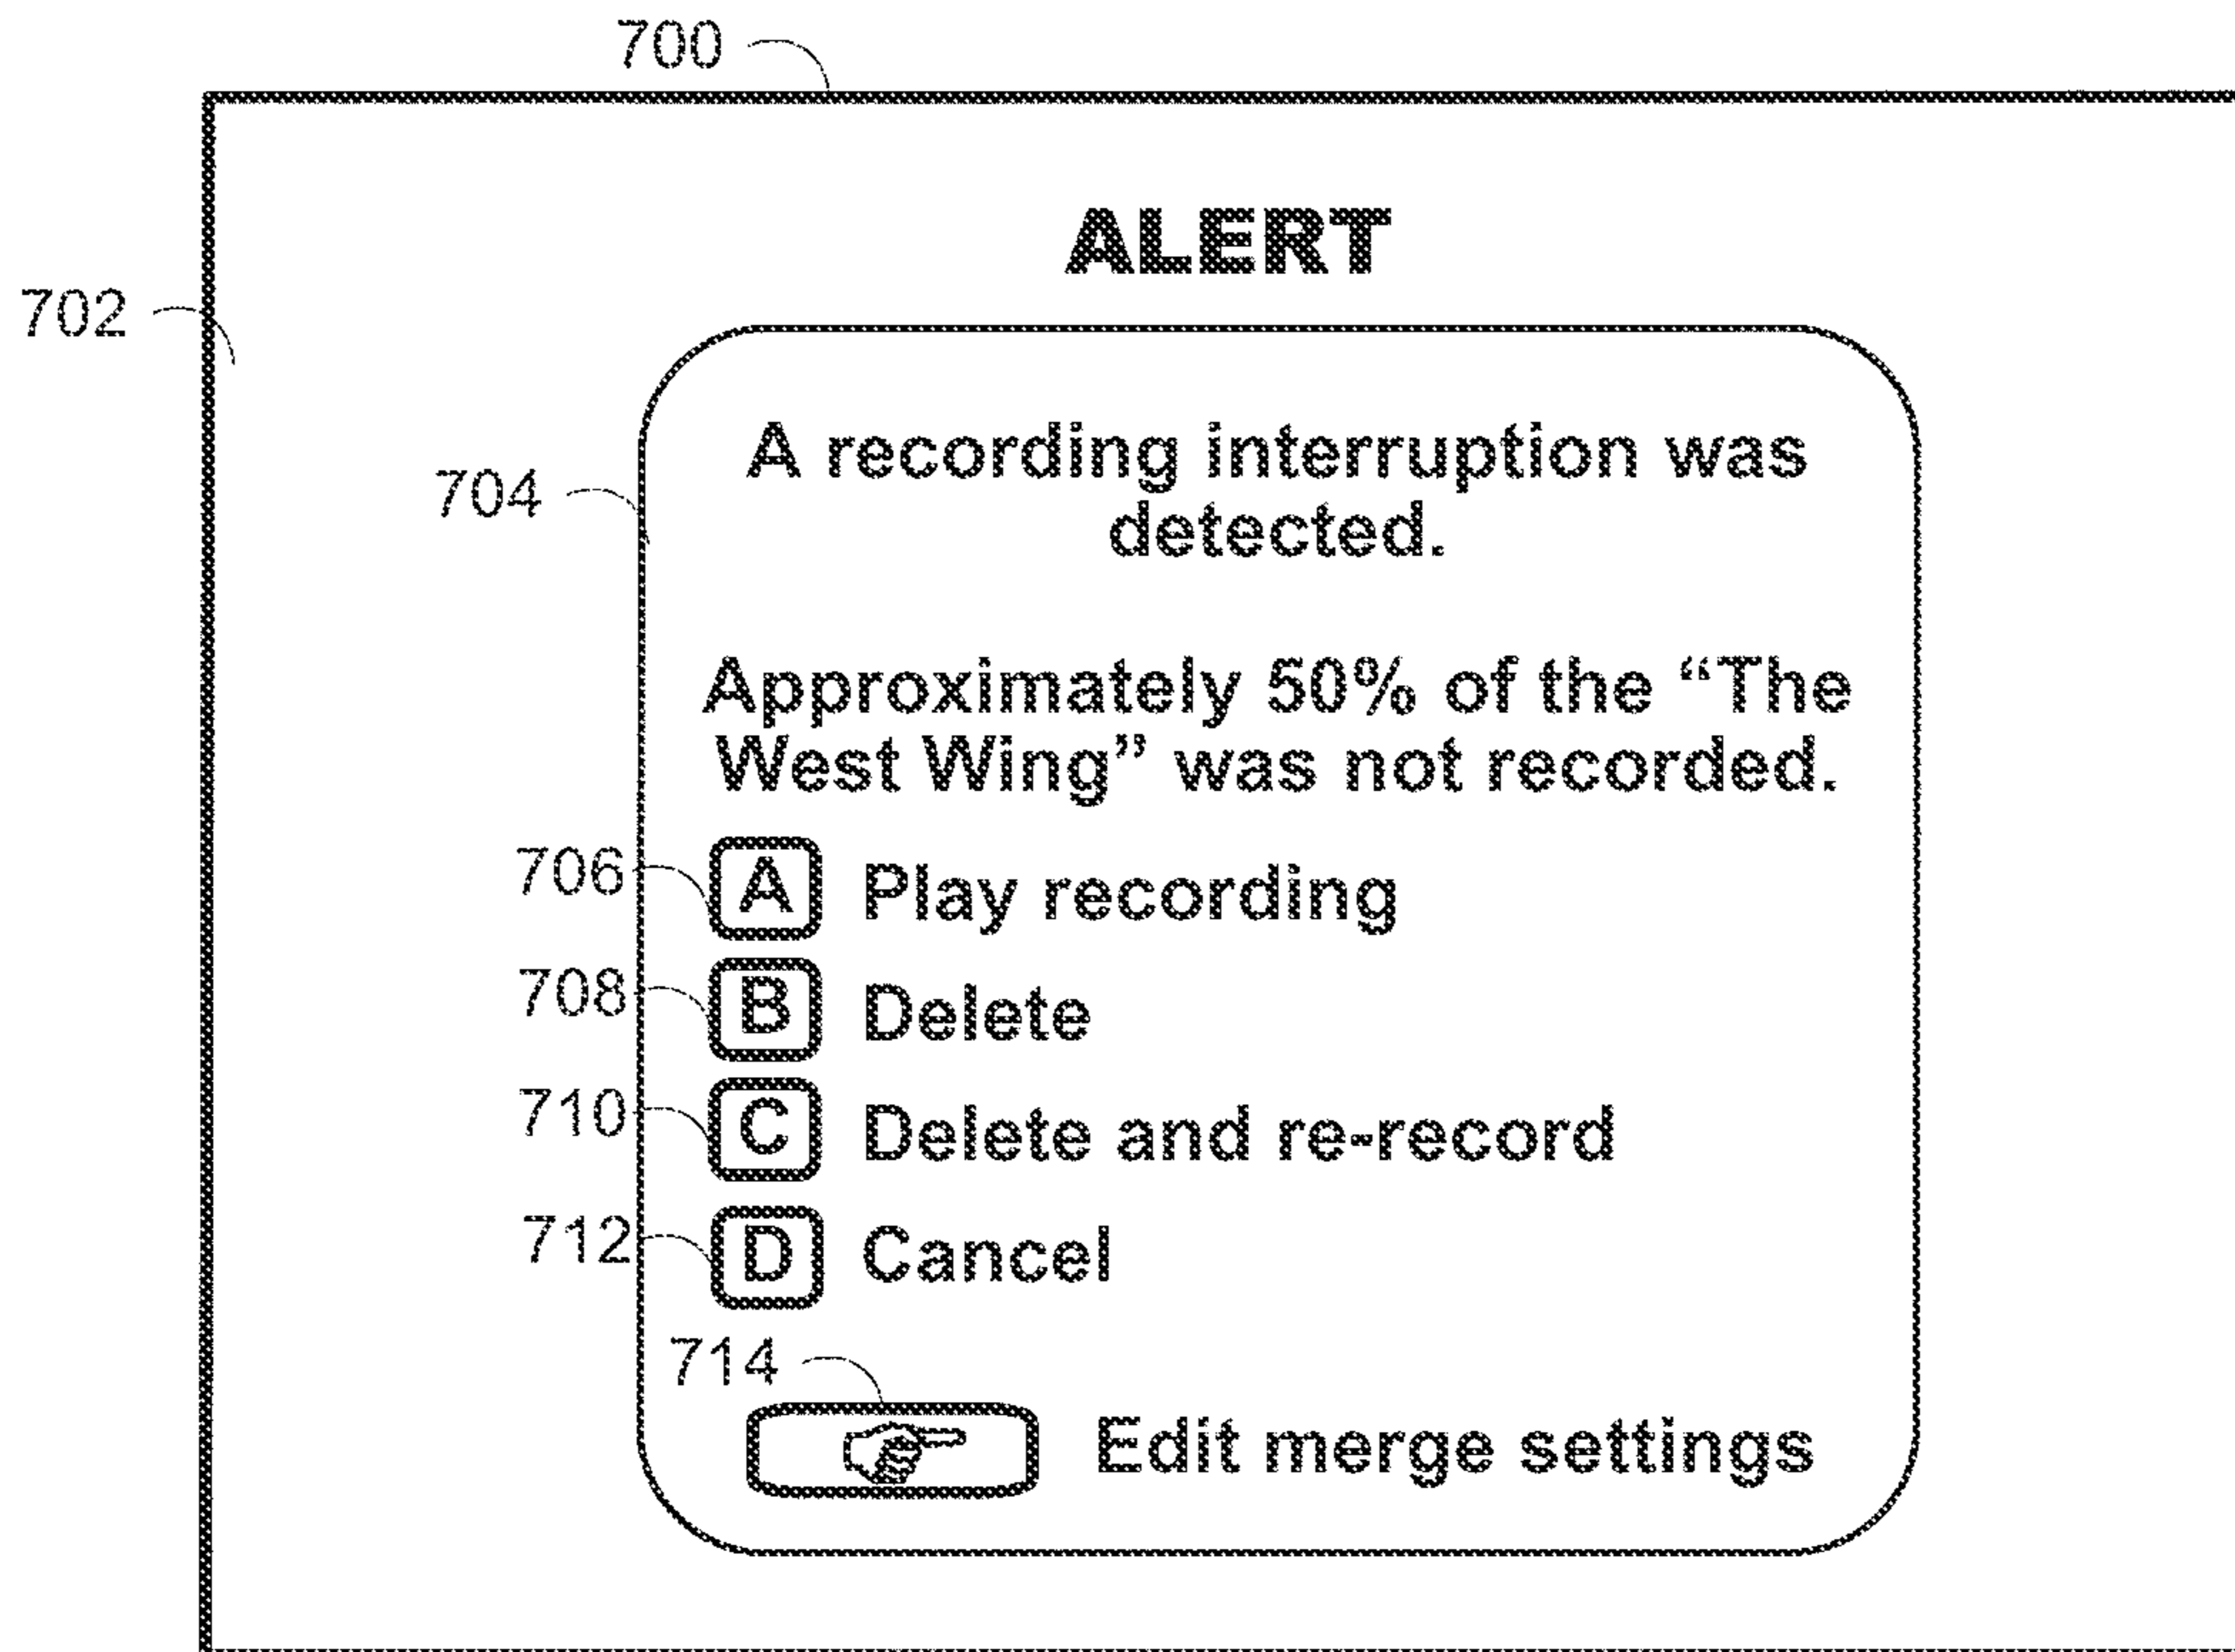 700
ALERT
702
A recording interruption was
detected.
704
Approximately 50% of the “The
West Wing” was not recorded.
706 A Play recording
708 B Delete
710 C Delete and re-record
712 D Cancel
714
Edit merge settings